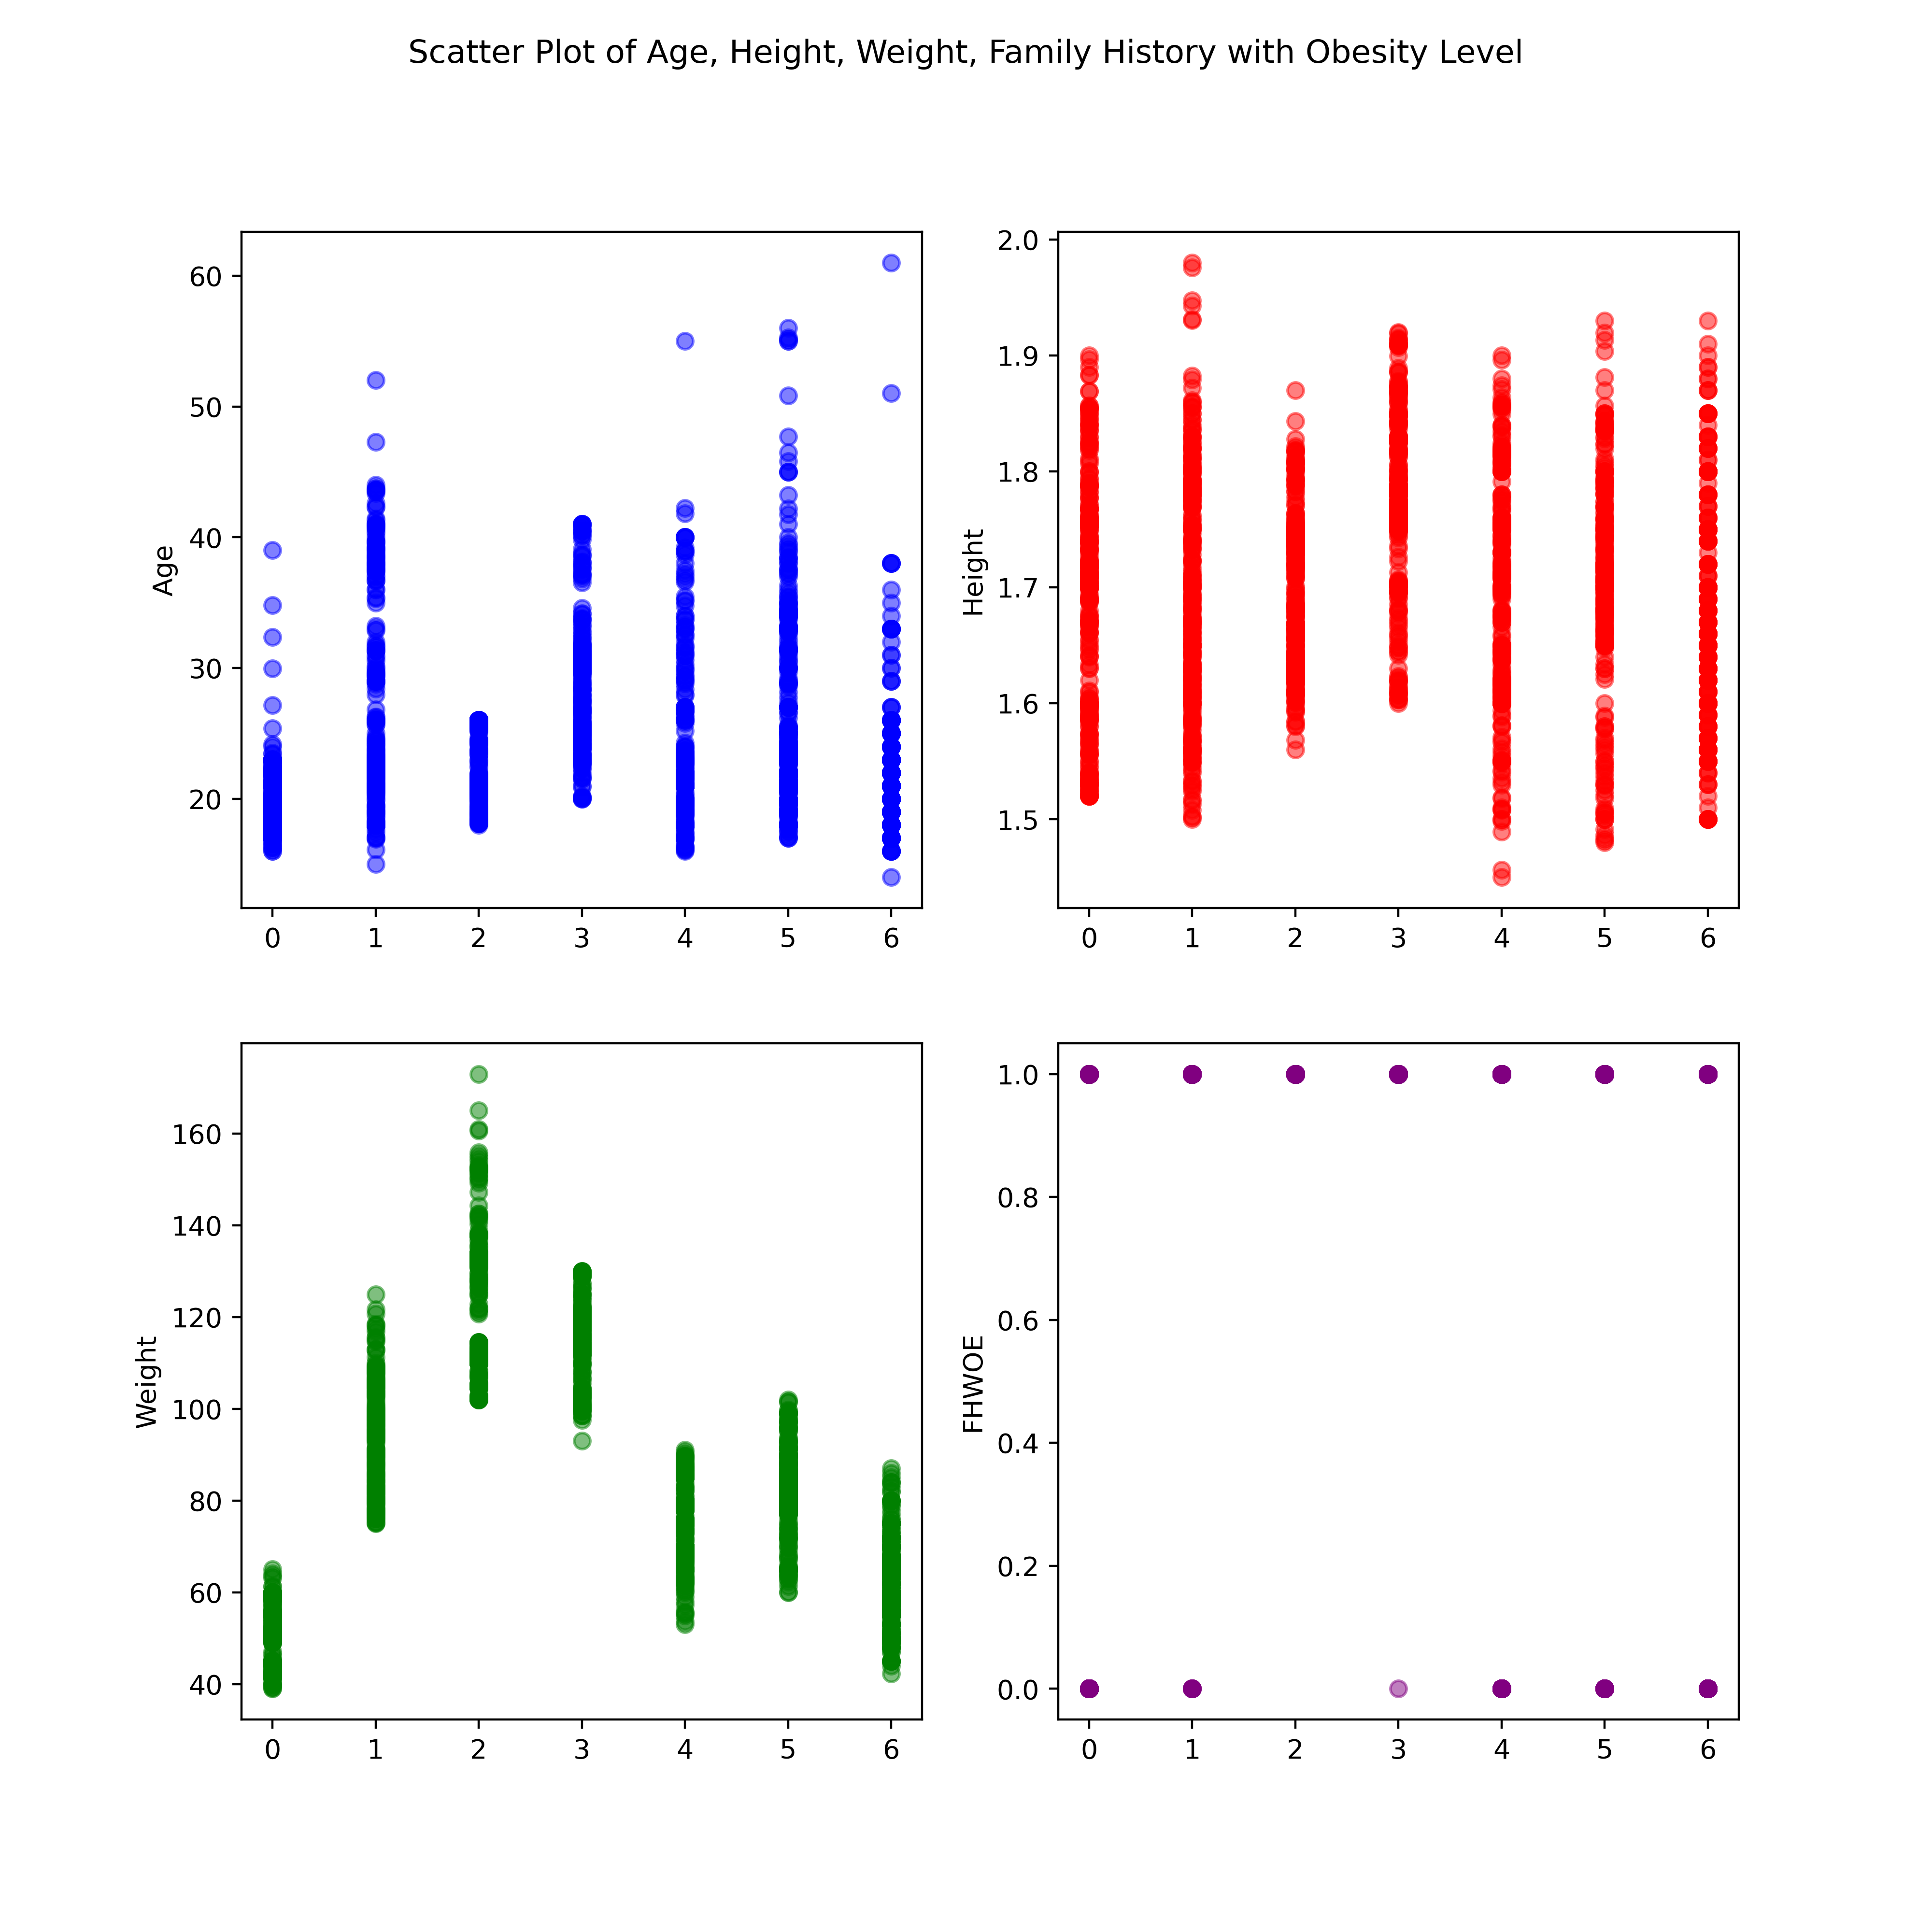 Scatter Plot of Age, Height, Weight, Family History with Obesity Level
Age
60
50
40
30
20
0 1 2 3 4 5 6
Height
2.0
1.9
1.8
1.7
1.6
1.5
0 1 2 3 4 5 6
Weight
160
140
120
100
80
60
40
0 1 2 3 4 5 6
FHWOE
1.0
0.8
0.6
0.4
0.2
0.0
0 1 2 3 4 5 6